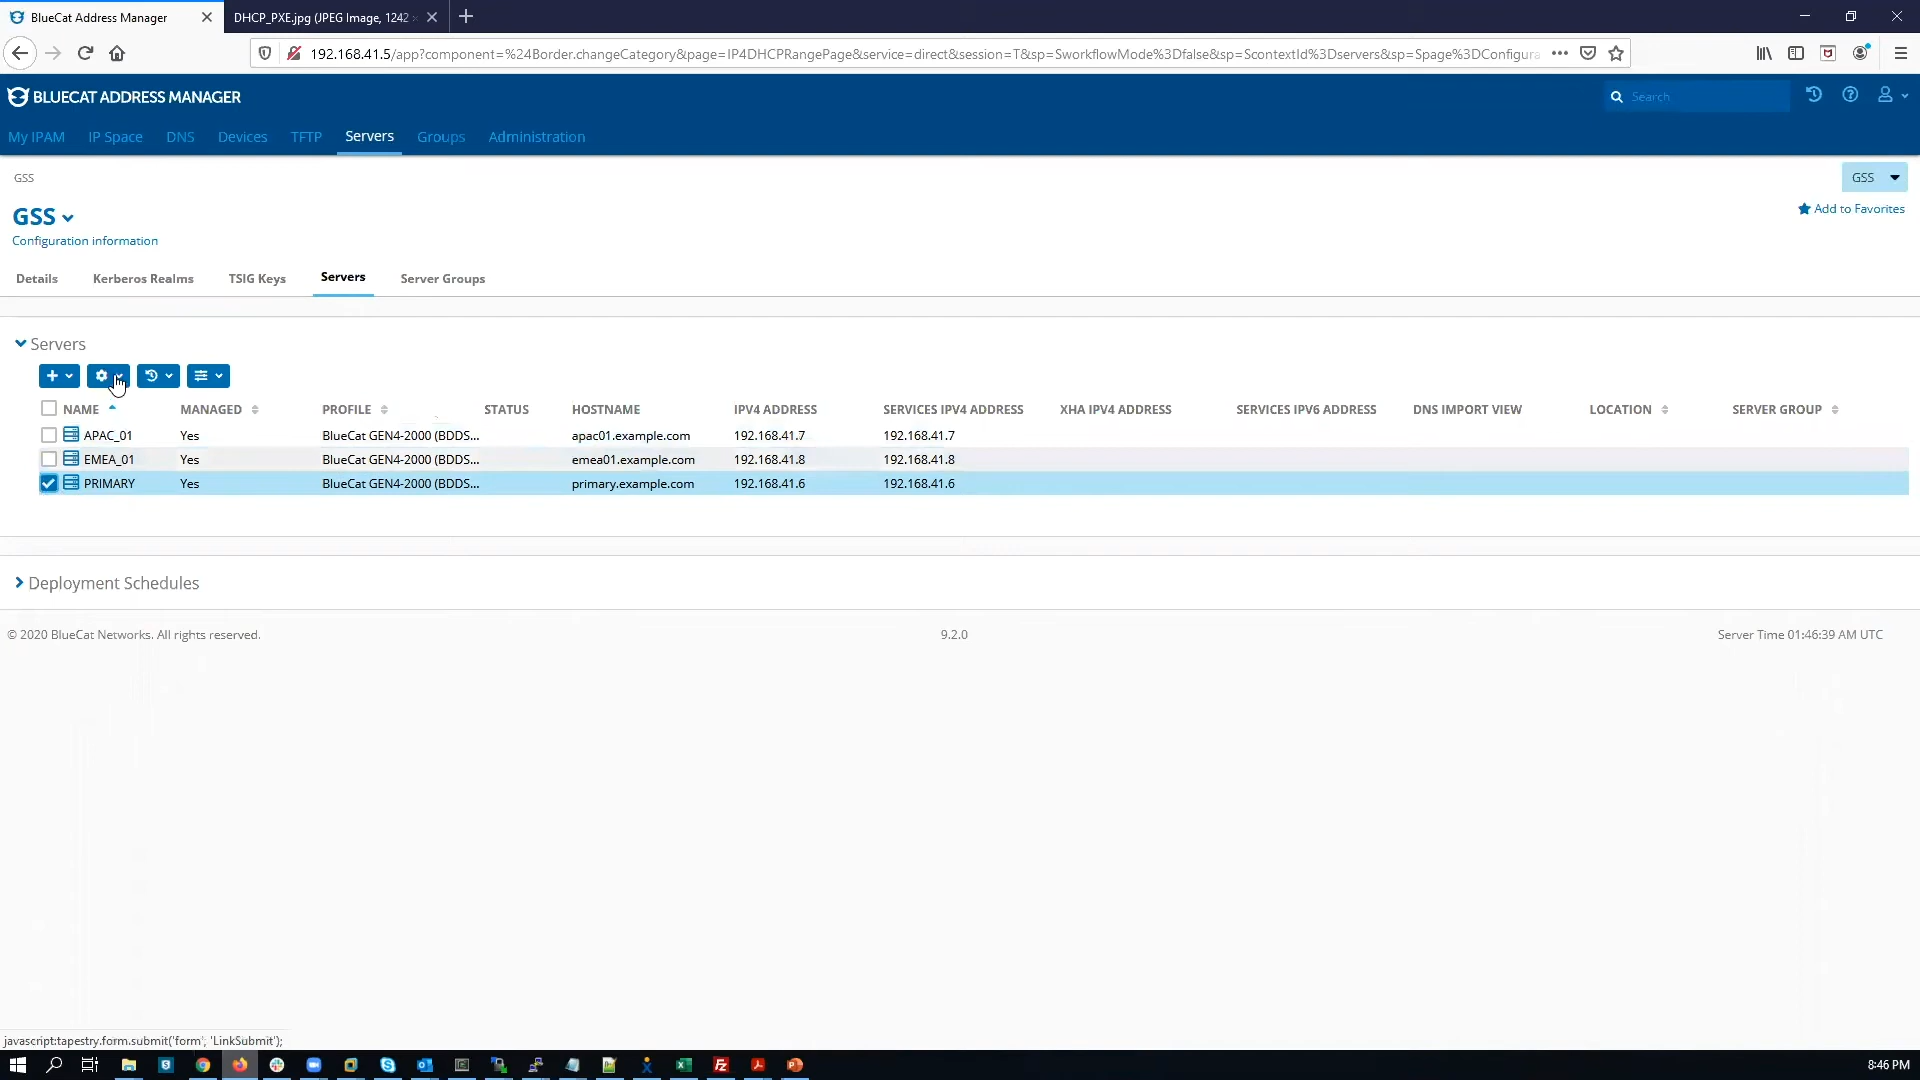 BlueCat Address Manager
DHCP_PXE.jpg (JPEG Image, 1242
192.168.41.5/app?component=%24Border.changeCategory&page=IP4DHCPRangePage&service=direct&session=T&sp=SworkflowMode%3Dfalse&sp=ScontextId%3Dservers&sp=Spage%3DConfigura
BLUECAT ADDRESS MANAGER
Search
My IPAM IP Space DNS Devices TFTP Servers Groups Administration
GSS
GSS
GSS
Add to Favorites
Configuration information
Details Kerberos Realms TSIG Keys Servers Server Groups
Servers
NAME MANAGED PROFILE STATUS HOSTNAME IPV4 ADDRESS SERVICES IPV4 ADDRESS XHA IPV4 ADDRESS SERVICES IPV6 ADDRESS DNS IMPORT VIEW LOCATION SERVER GROUP
APAC_01 Yes BlueCat GEN4-2000 (BDDS... apac01.example.com 192.168.41.7 192.168.41.7
EMEA_01 Yes BlueCat GEN4-2000 (BDDS... emea01.example.com 192.168.41.8 192.168.41.8
PRIMARY Yes BlueCat GEN4-2000 (BDDS... primary.example.com 192.168.41.6 192.168.41.6
Deployment Schedules
© 2020 BlueCat Networks. All rights reserved. 9.2.0 Server Time 01:46:39 AM UTC
javascript:tapestry.form.submit('form', 'LinkSubmit');
8:46 PM